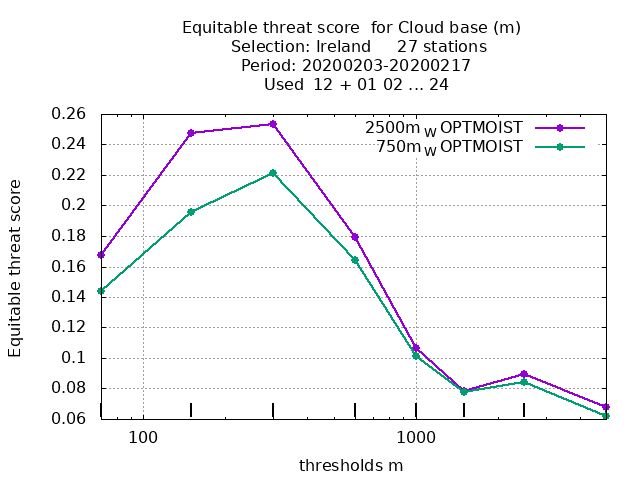 Equitable threat score  for Cloud base (m)
Selection: Ireland     27 stations
Period: 20200203-20200217
Used  12 + 01 02 ... 24
0.26
0.24
0.22
0.2
0.18
0.16
0.14
0.12
0.1
0.08
0.06
Equitable threat score
2500m W OPTMOIST
750m W OPTMOIST
100 1000
thresholds m